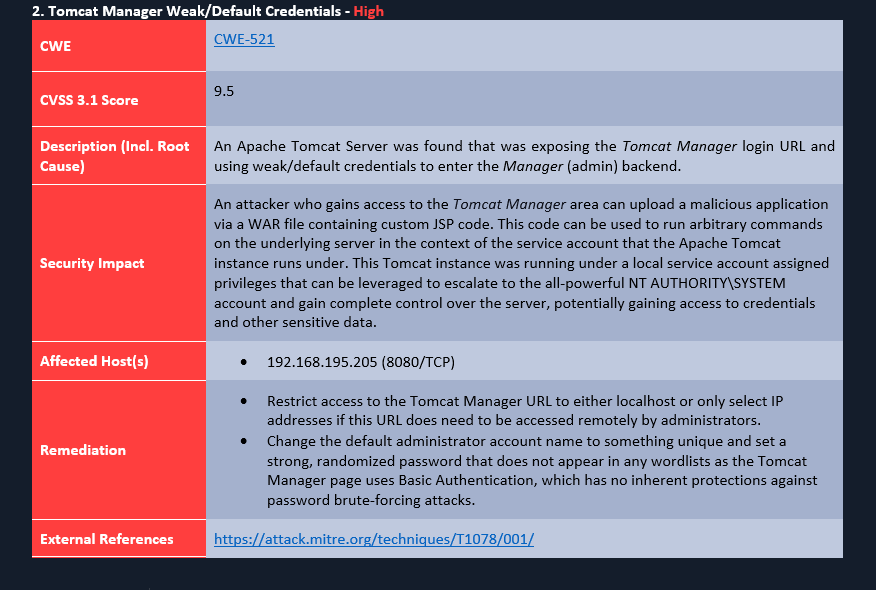 2. Tomcat Manager Weak/Default Credentials - High
CWE
CWE-521
CVSS 3.1 Score
9.5
Description (Incl. Root
Cause)
An Apache Tomcat Server was found that was exposing the Tomcat Manager login URL and
using weak/default credentials to enter the Manager (admin) backend.
Security Impact
An attacker who gains access to the Tomcat Manager area can upload a malicious application
via a WAR file containing custom JSP code. This code can be used to run arbitrary commands
on the underlying server in the context of the service account that the Apache Tomcat
instance runs under. This Tomcat instance was running under a local service account assigned
privileges that can be leveraged to escalate to the all-powerful NT AUTHORITY\SYSTEM
account and gain complete control over the server, potentially gaining access to credentials
and other sensitive data.
Affected Host(s)
• 192.168.195.205 (8080/TCP)
Remediation
• Restrict access to the Tomcat Manager URL to either localhost or only select IP
addresses if this URL does need to be accessed remotely by administrators.
• Change the default administrator account name to something unique and set a
strong, randomized password that does not appear in any wordlists as the Tomcat
Manager page uses Basic Authentication, which has no inherent protections against
password brute-forcing attacks.
External References
https://attack.mitre.org/techniques/T1078/001/